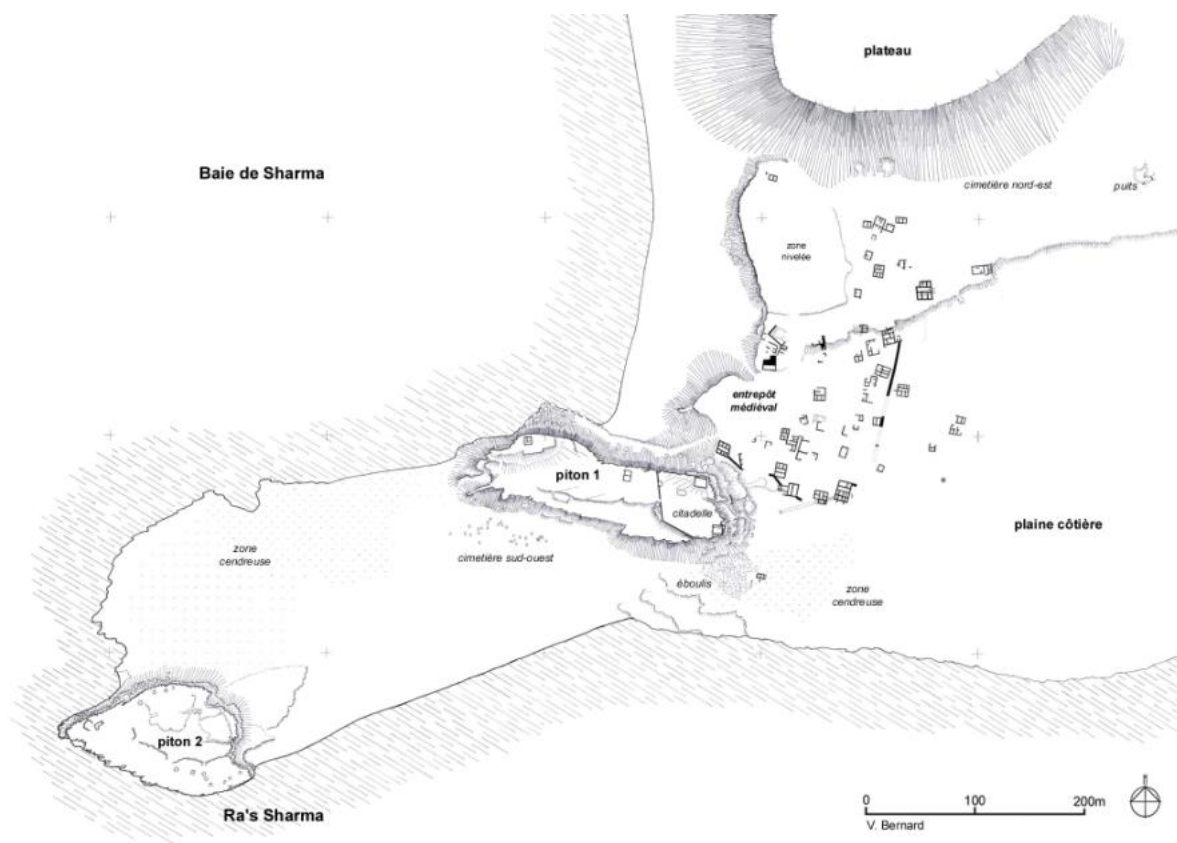 plateau
Baie de Sharma
cimetière nord-est
puits
zone
nivelée
entrepôt
médiéval
piton 1
citadelle
plaine côtière
zone
cendreuse
cimetière sud-ouest
éboulis
zone
cendreuse
piton 2
Ra's Sharma
0 100 200m
V. Bernard
N